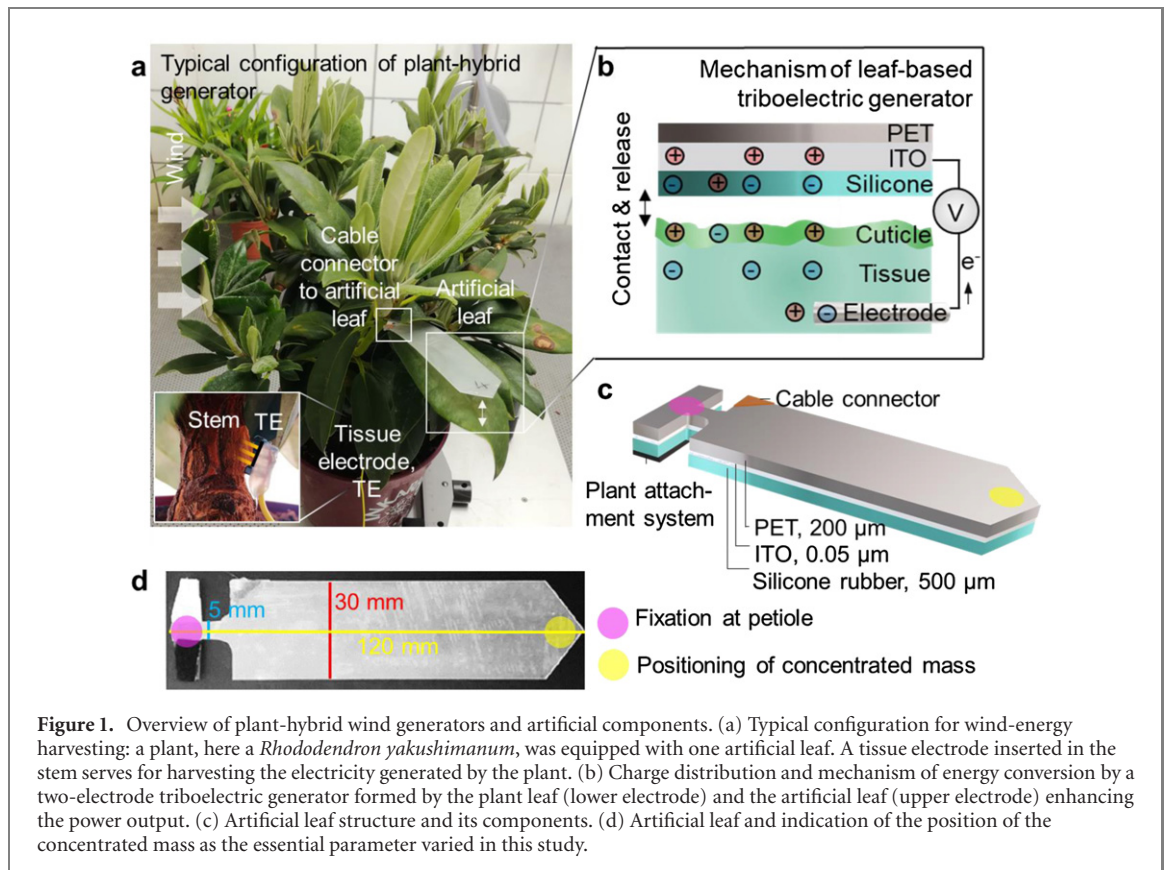 a
Typical configuration of plant-hybrid
generator
Wind
Cable
connector
to artificial
leaf
Artificial
leaf
Stem TE
Tissue
electrode,
TE
b
Mechanism of leaf-based
triboelectric generator
PET
ITO
Silicone
Contact & release
V
Cuticle
Tissue
e-
Electrode
c
Cable connector
Plant attach-
ment system
PET, 200 µm
ITO, 0.05 µm
Silicone rubber, 500 µm
d
5 mm
30 mm
120 mm
Fixation at petiole
Positioning of concentrated mass
Figure 1. Overview of plant-hybrid wind generators and artificial components. (a) Typical configuration for wind-energy
harvesting: a plant, here a Rhododendron yakushimanum, was equipped with one artificial leaf. A tissue electrode inserted in the
stem serves for harvesting the electricity generated by the plant. (b) Charge distribution and mechanism of energy conversion by a
two-electrode triboelectric generator formed by the plant leaf (lower electrode) and the artificial leaf (upper electrode) enhancing
the power output. (c) Artificial leaf structure and its components. (d) Artificial leaf and indication of the position of the
concentrated mass as the essential parameter varied in this study.